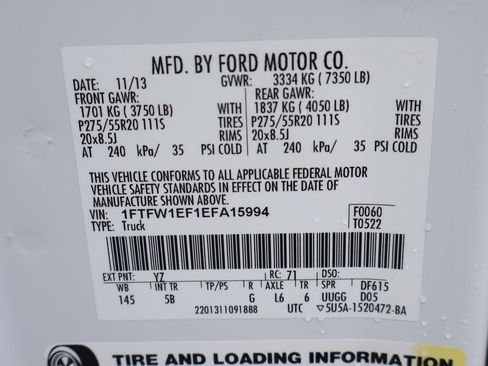 MFD. BY FORD MOTOR CO.
DATE: 11/13 GVWR: 3334 KG ( 7350 LB)
FRONT GAWR: REAR GAWR:
1701 KG ( 3750 LB) WITH 1837 KG ( 4050 LB) WITH
P275/55R20 111S TIRES P275/55R20 111S TIRES
20x8.5J RIMS 20x8.5J RIMS
AT 240 kPa/ 35 PSI COLD AT 240 kPa/ 35 PSI COLD
THIS VEHICLE CONFORMS TO ALL APPLICABLE FEDERAL MOTOR
VEHICLE SAFETY STANDARDS IN EFFECT ON THE DATE OF
MANUFACTURE SHOWN ABOVE.
VIN: 1FTFW1EF1EFA15994 F0060
TYPE: Truck T0522
EXT PNT: YZ RC: 71 DSO:
WB INT TR TP/PS R AXLE TR SPR DF615
145 5B G L6 6 UUGG D05
2201311091888 UTC 5U5A-1520472-BA
TIRE AND LOADING INFORMATION